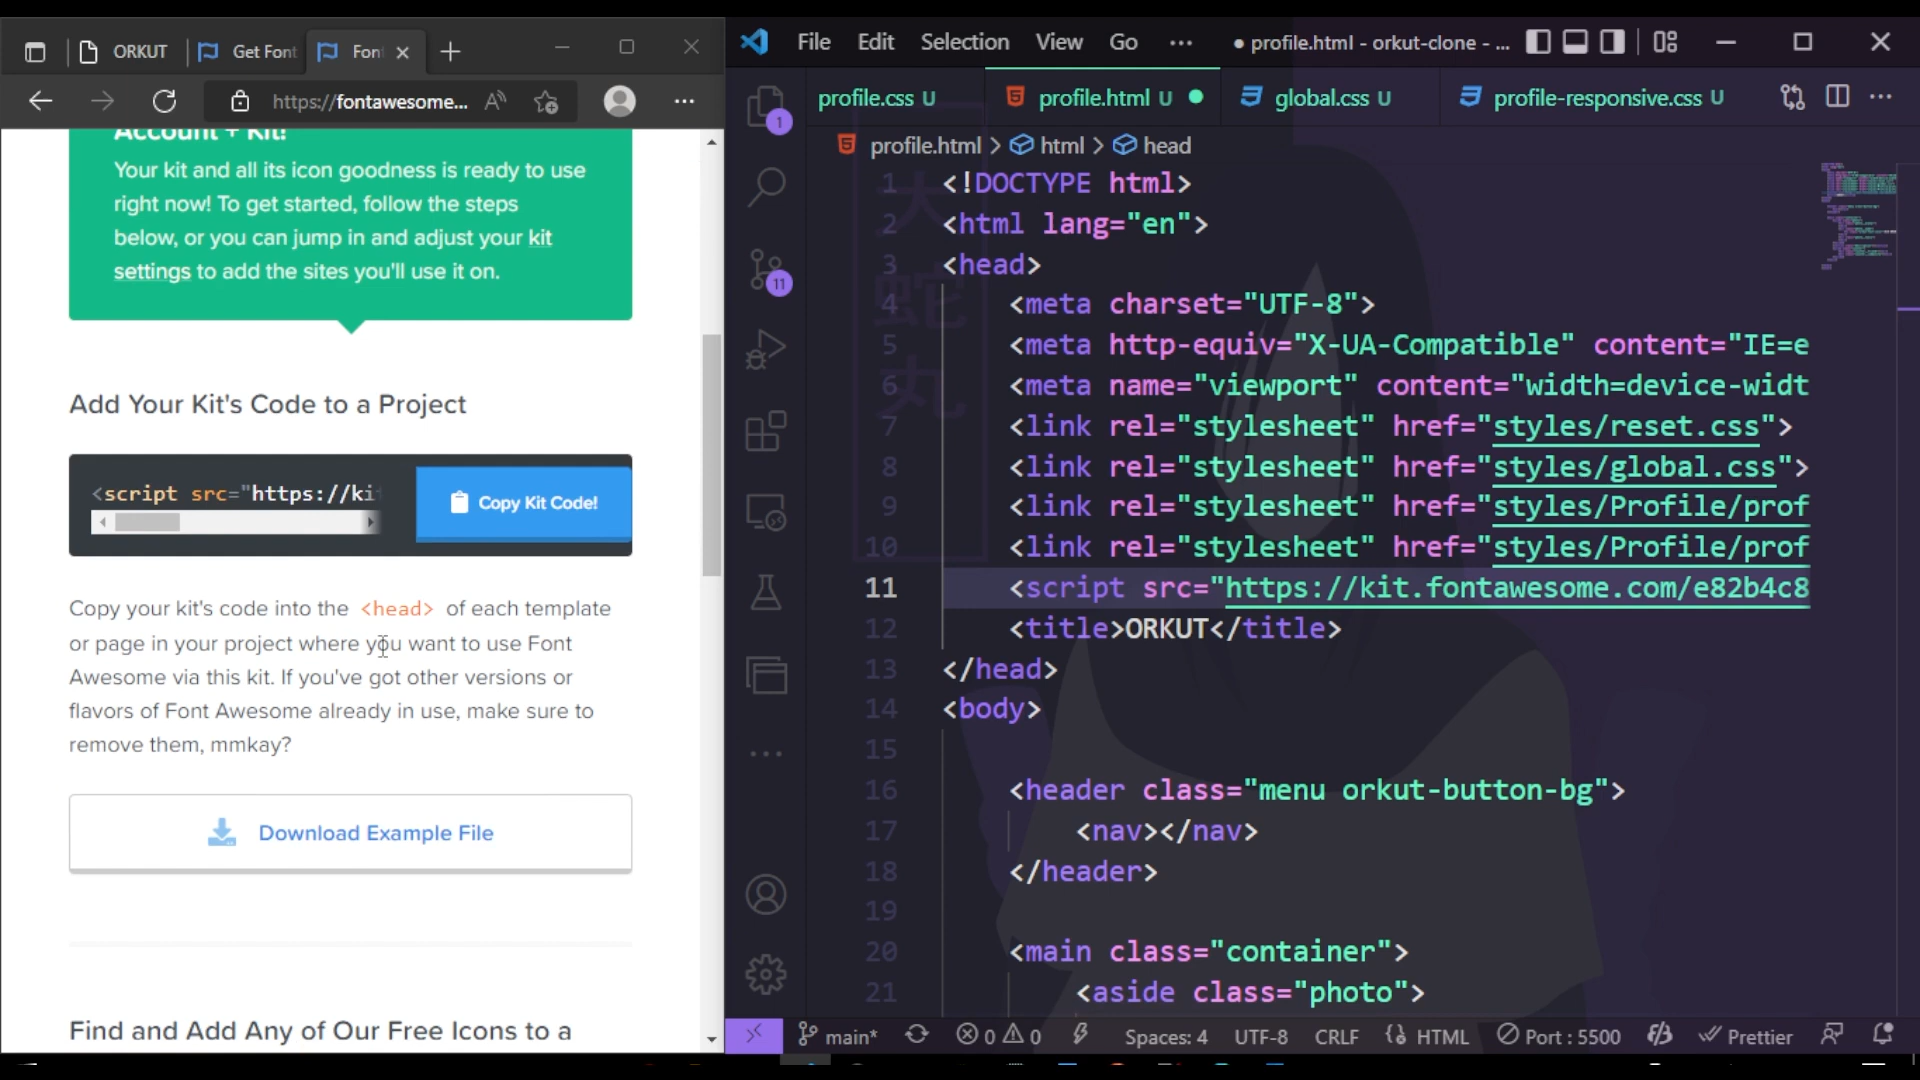 ORKUT
Get Font
Font
https://fontawesome...
Account + Kit!
Your kit and all its icon goodness is ready to use
right now! To get started, follow the steps
below, or you can jump in and adjust your kit
settings to add the sites you'll use it on.
Add Your Kit's Code to a Project
<script src="https://ki
Copy Kit Code!
Copy your kit's code into the <head> of each template
or page in your project where you want to use Font
Awesome via this kit. If you've got other versions or
flavors of Font Awesome already in use, make sure to
remove them, mmkay?
Download Example File
Find and Add Any of Our Free Icons to a
File Edit Selection View Go ···
● profile.html - orkut-clone - ...
profile.css U
profile.html U
global.css U
profile-responsive.css U
profile.html > html > head
1
11
大蛇丸
1 <!DOCTYPE html>
2 <html lang="en">
3 <head>
4 <meta charset="UTF-8">
5 <meta http-equiv="X-UA-Compatible" content="IE=e
6 <meta name="viewport" content="width=device-widt
7 <link rel="stylesheet" href="styles/reset.css">
8 <link rel="stylesheet" href="styles/global.css">
9 <link rel="stylesheet" href="styles/Profile/prof
10 <link rel="stylesheet" href="styles/Profile/prof
11 <script src="https://kit.fontawesome.com/e82b4c8
12 <title>ORKUT</title>
13 </head>
14 <body>
15
16 <header class="menu orkut-button-bg">
17 <nav></nav>
18 </header>
19
20 <main class="container">
21 <aside class="photo">
main* 0 0 Spaces: 4 UTF-8 CRLF HTML Port : 5500 Prettier